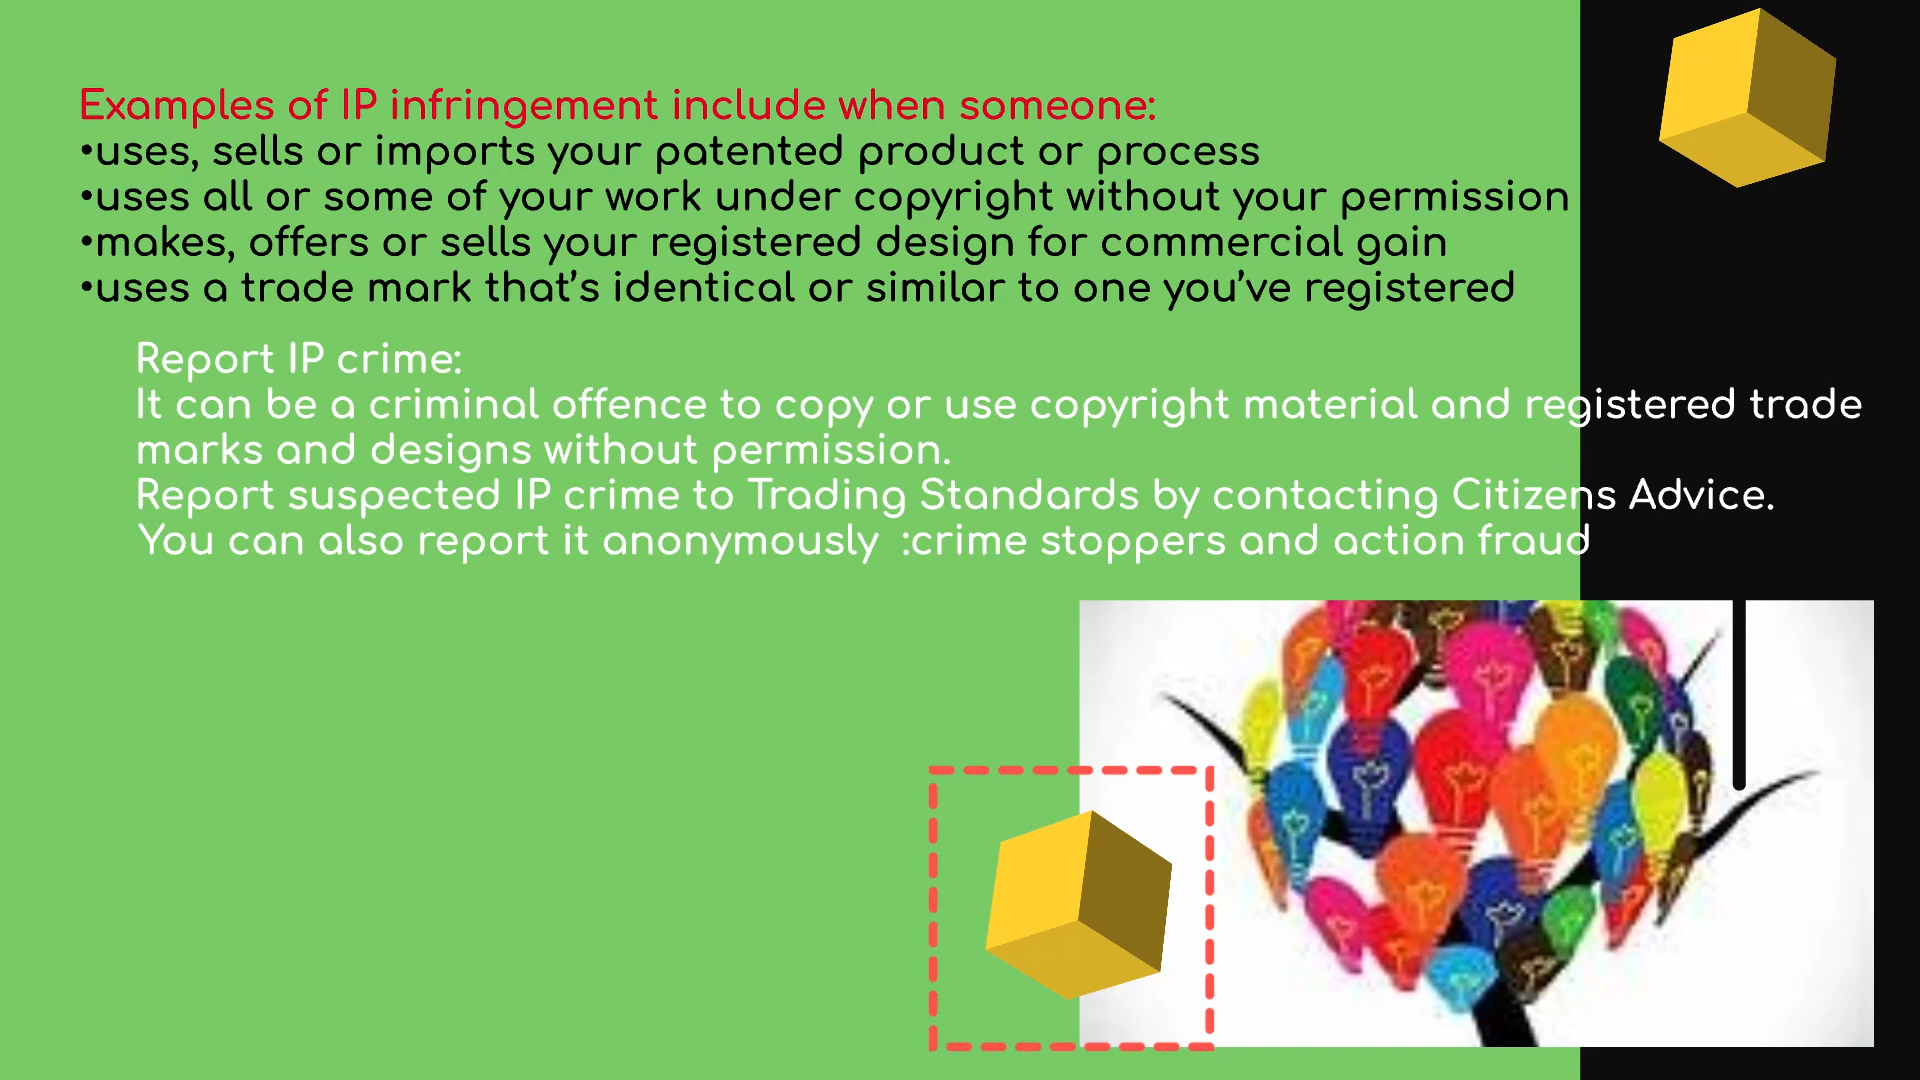 Examples of IP infringement include when someone:
•uses, sells or imports your patented product or process
•uses all or some of your work under copyright without your permission
•makes, offers or sells your registered design for commercial gain
•uses a trade mark that’s identical or similar to one you’ve registered
Report IP crime:
It can be a criminal offence to copy or use copyright material and registered trade
marks and designs without permission.
Report suspected IP crime to Trading Standards by contacting Citizens Advice.
You can also report it anonymously  :crime stoppers and action fraud